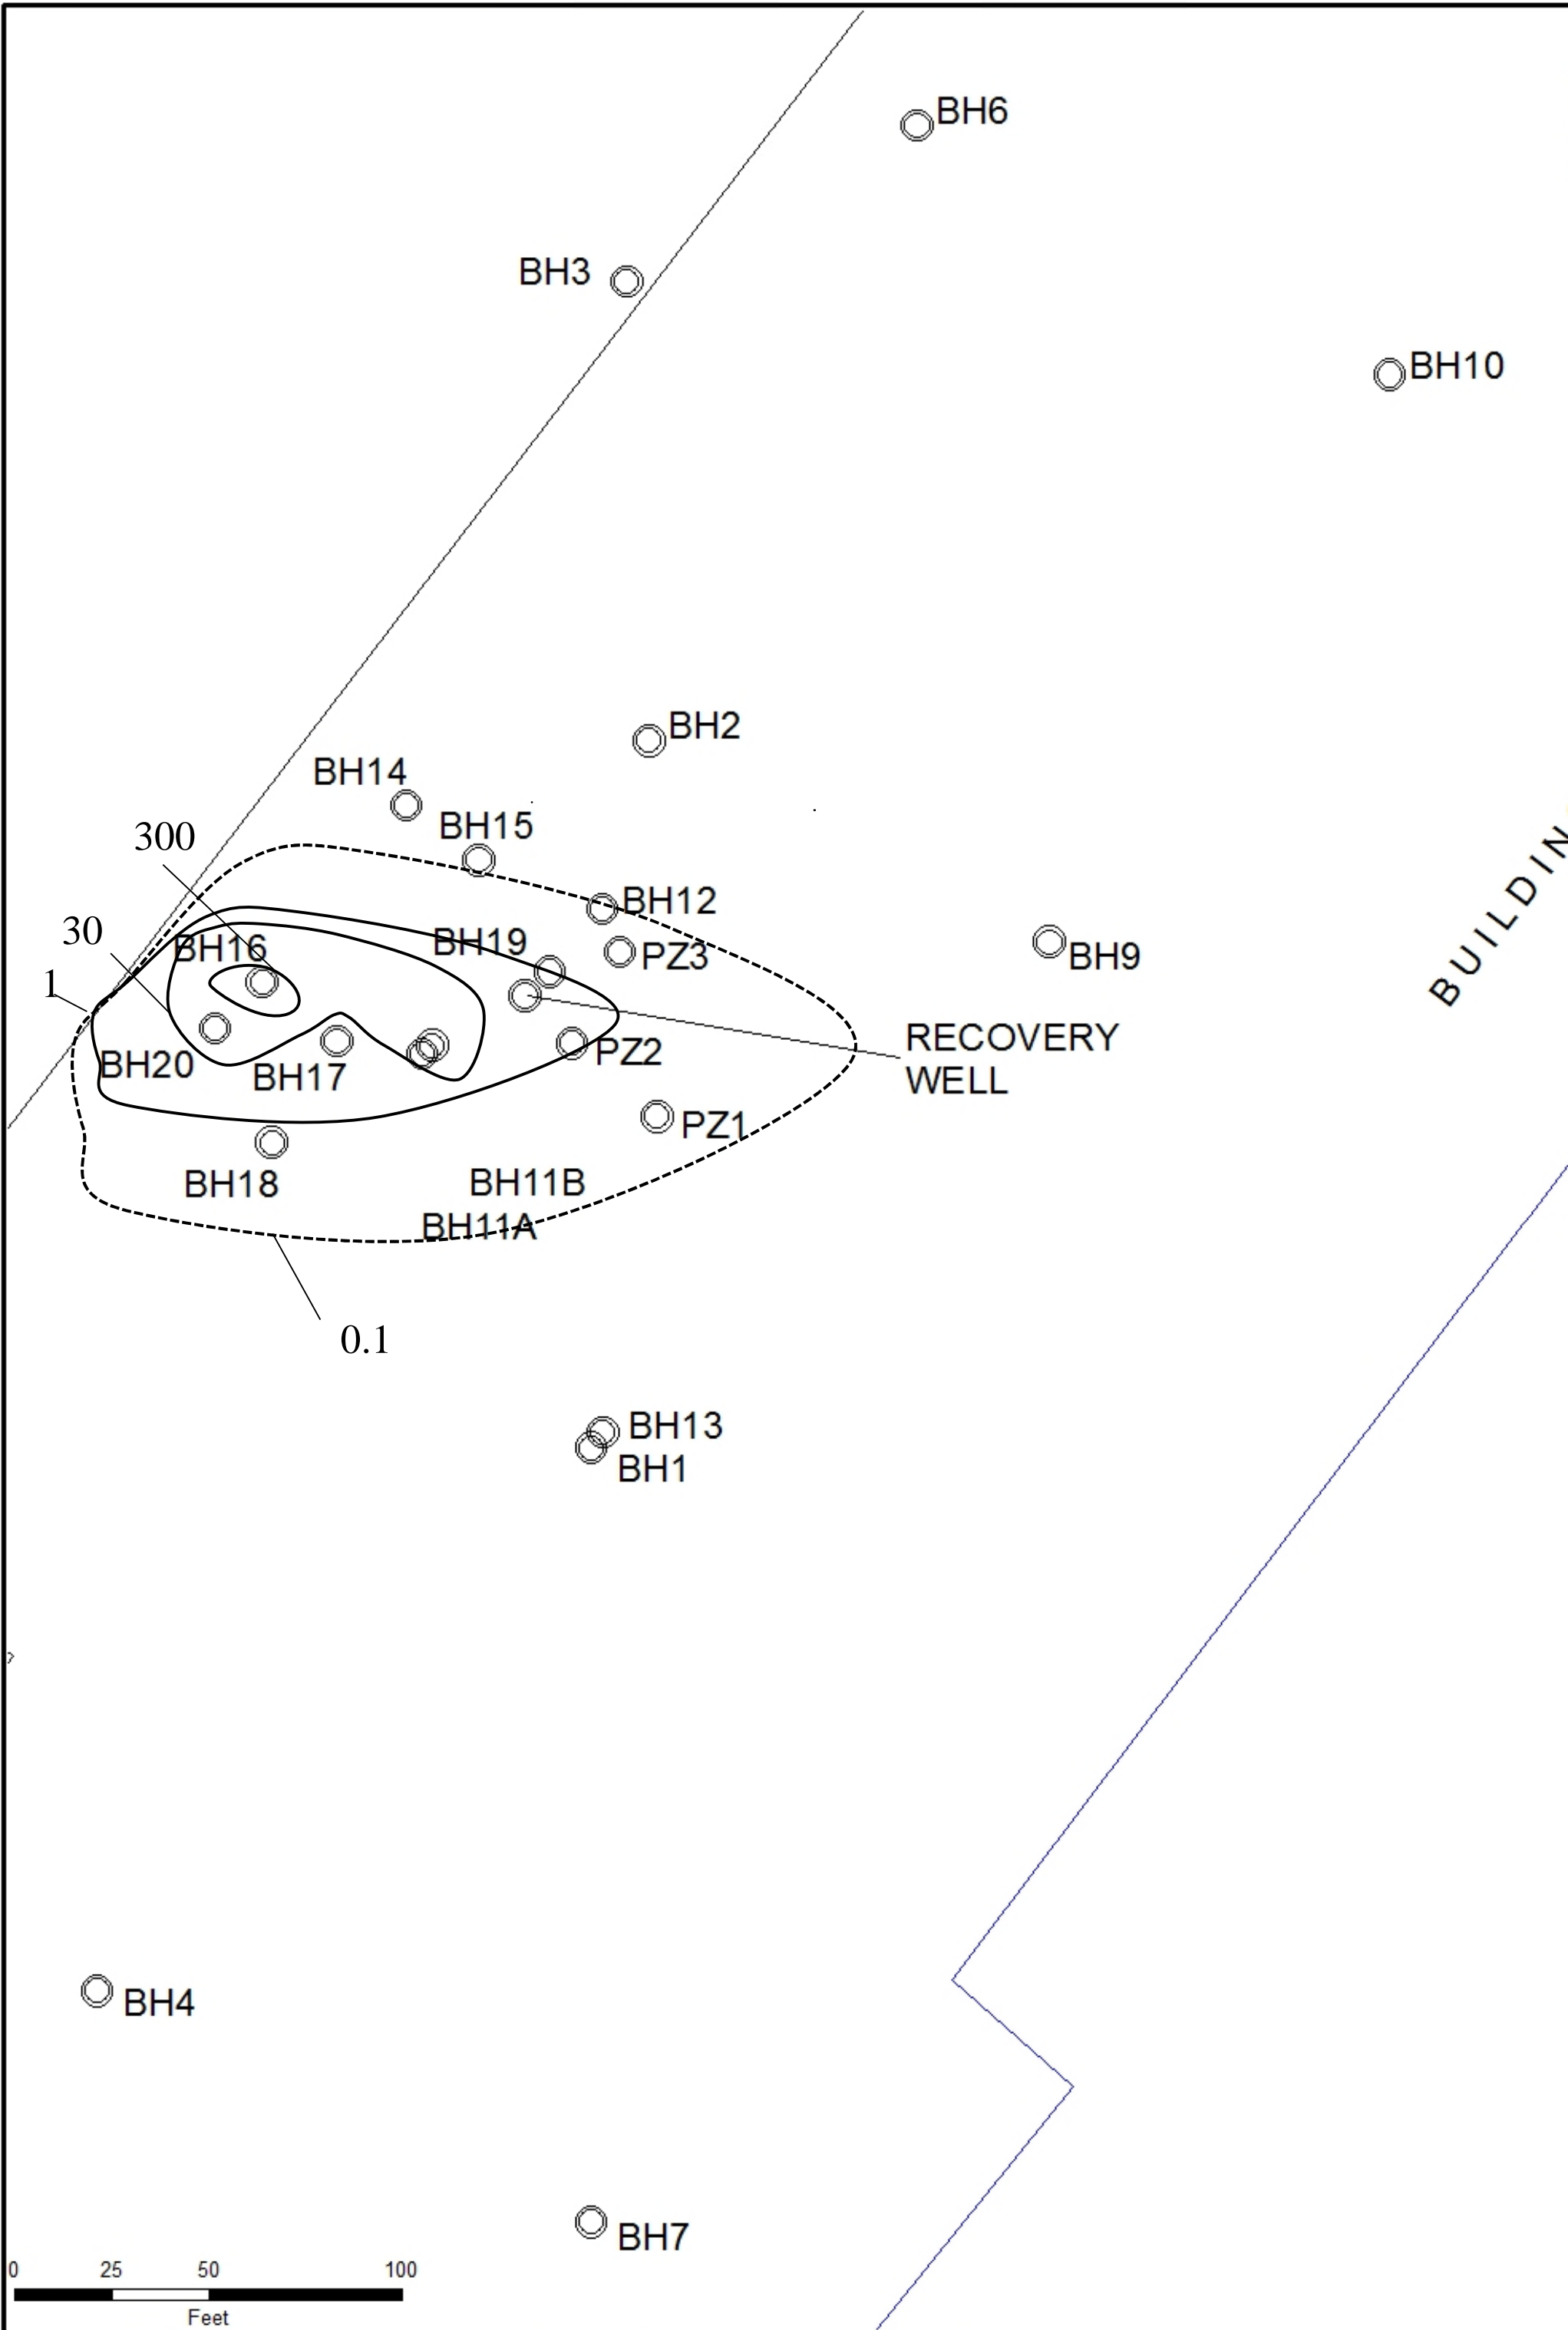 BH6
BH3
BH10
BH2
BH14
BH15
300
BH12
30
BH16
BH19
PZ3
BH9
BUILDIN
1
RECOVERY
WELL
BH20
BH17
PZ2
PZ1
BH18
BH11B
BH11A
0.1
BH13
BH1
BH4
BH7
0 25 50 100
Feet